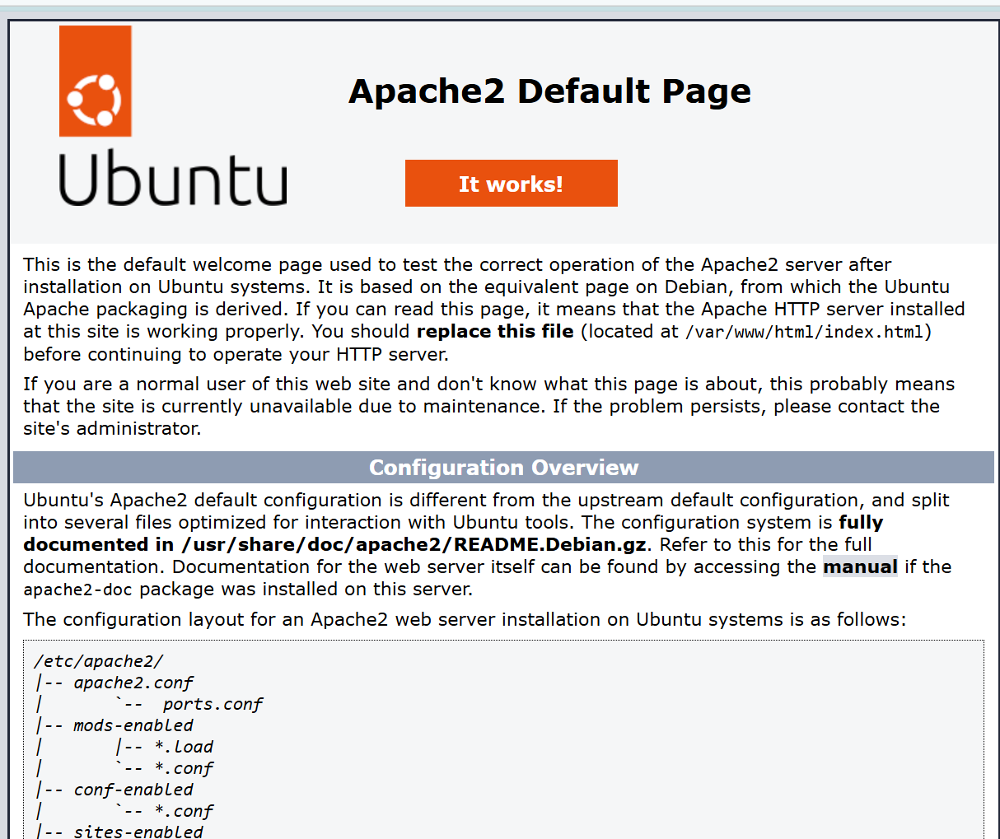 Ubuntu
Apache2 Default Page
It works!
This is the default welcome page used to test the correct operation of the Apache2 server after
installation on Ubuntu systems. It is based on the equivalent page on Debian, from which the Ubuntu
Apache packaging is derived. If you can read this page, it means that the Apache HTTP server installed
at this site is working properly. You should replace this file (located at /var/www/html/index.html)
before continuing to operate your HTTP server.
If you are a normal user of this web site and don't know what this page is about, this probably means
that the site is currently unavailable due to maintenance. If the problem persists, please contact the
site's administrator.
Configuration Overview
Ubuntu's Apache2 default configuration is different from the upstream default configuration, and split
into several files optimized for interaction with Ubuntu tools. The configuration system is fully
documented in /usr/share/doc/apache2/README.Debian.gz. Refer to this for the full
documentation. Documentation for the web server itself can be found by accessing the manual if the
apache2-doc package was installed on this server.
The configuration layout for an Apache2 web server installation on Ubuntu systems is as follows:
/etc/apache2/
|-- apache2.conf
|       `--  ports.conf
|-- mods-enabled
|       |-- *.load
|       `-- *.conf
|-- conf-enabled
|       `-- *.conf
|-- sites-enabled